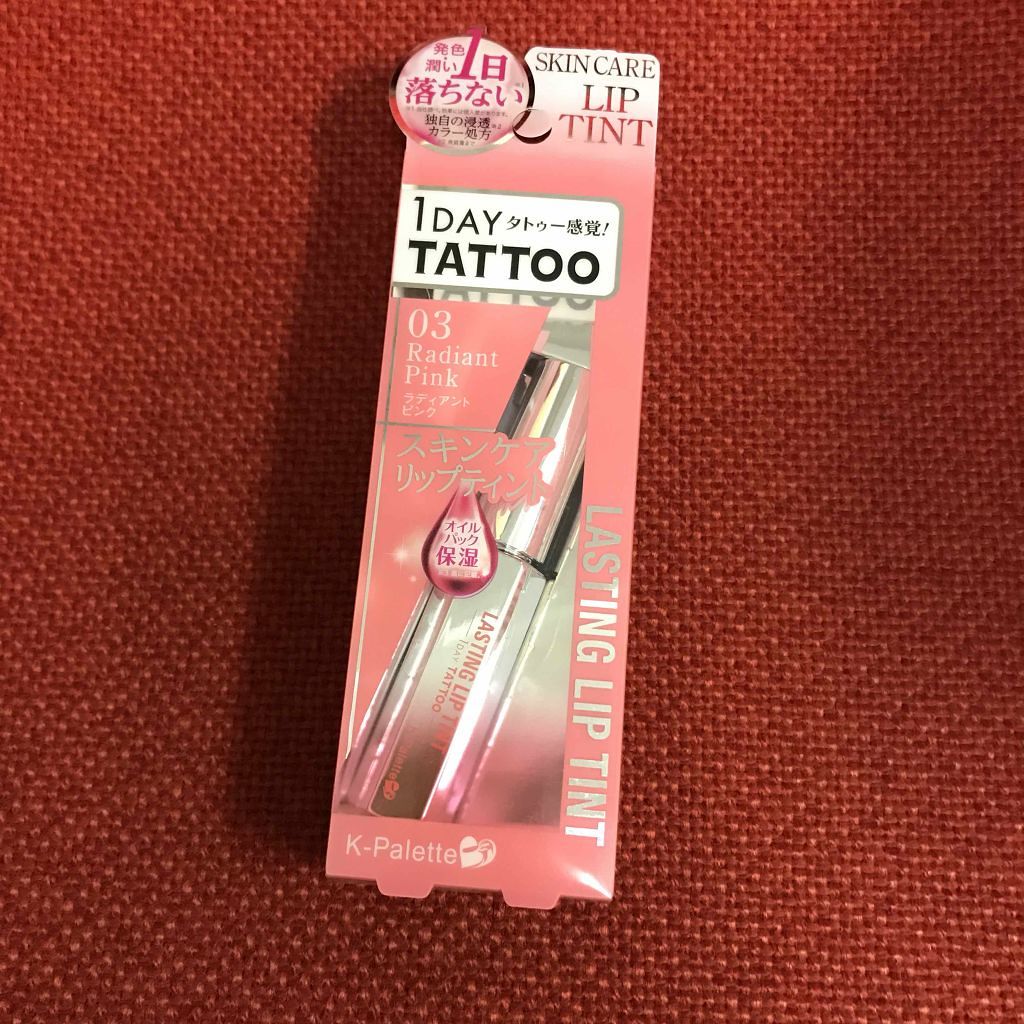 発色
潤い
1日
落ちない
独自の浸透※2
カラー処方
SKIN CARE
LIP
TINT
1DAY タトゥー感覚!
TATTOO
03
Radiant
Pink
ラディアント
ピンク
スキンケア
リップティント
オイル
パック
保湿
LASTING LIP TINT
1DAY TATTOO
LASTING LIP TINT
K-Palette